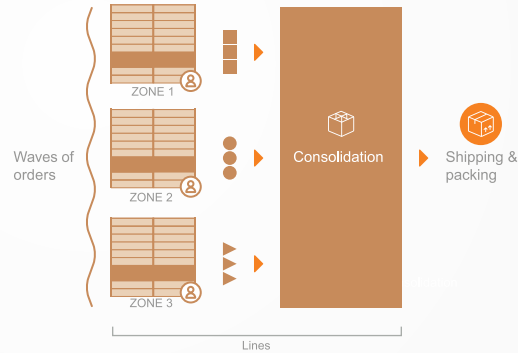 ZONE 1
Waves of
orders
ZONE 2
Consolidation
Shipping &
packing
ZONE 3
Lines